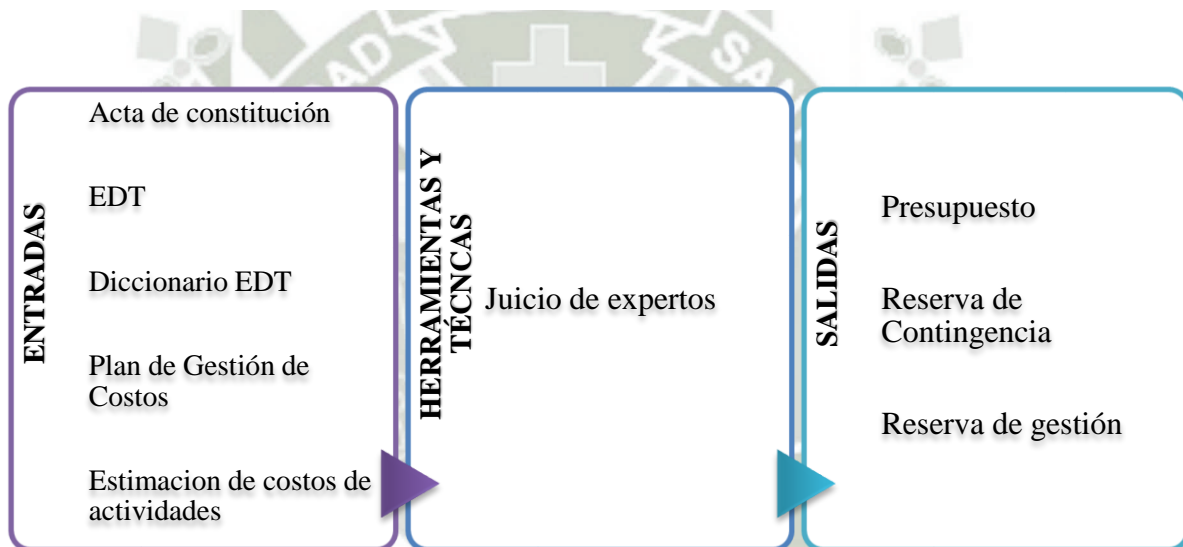 ENTRADAS
Acta de constitución
EDT
Diccionario EDT
Plan de Gestión de
Costos
Estimacion de costos de
actividades
HERRAMIENTAS Y
TÉCNCAS
Juicio de expertos
SALIDAS
Presupuesto
Reserva de
Contingencia
Reserva de gestión